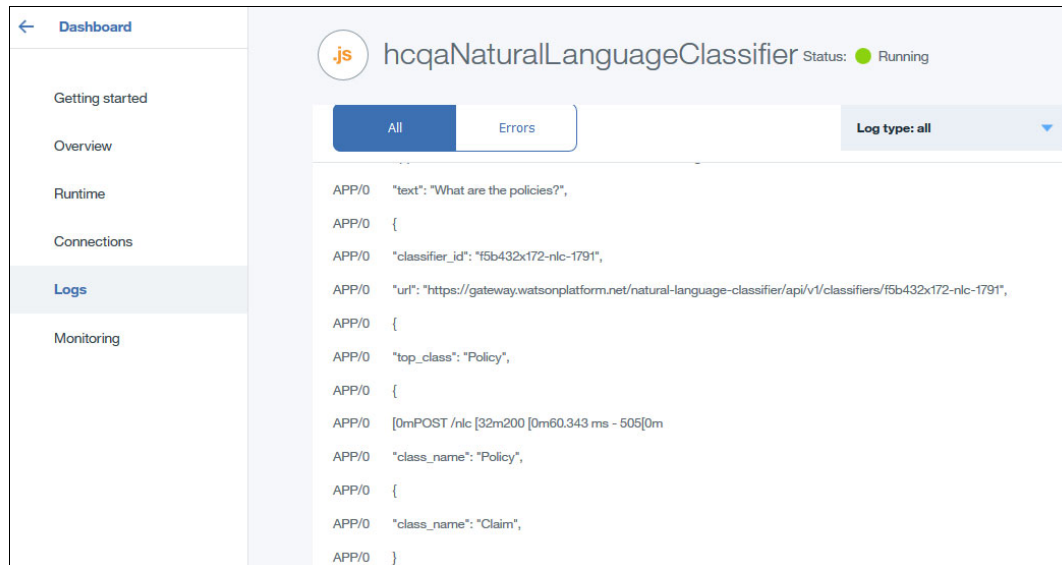 ← Dashboard
Getting started
Overview
Runtime
Connections
Logs
Monitoring
.js hcqaNaturalLanguageClassifier Status: Running
All Errors Log type: all
APP/0 "text": "What are the policies?",
APP/0 {
APP/0 "classifier_id": "f5b432x172-nlc-1791",
APP/0 "url": "https://gateway.watsonplatform.net/natural-language-classifier/api/v1/classifiers/f5b432x172-nlc-1791",
APP/0 {
APP/0 "top_class": "Policy",
APP/0 {
APP/0 [0mPOST /nlc [32m200 [0m60.343 ms - 505[0m
APP/0 "class_name": "Policy",
APP/0 {
APP/0 "class_name": "Claim",
APP/0 }